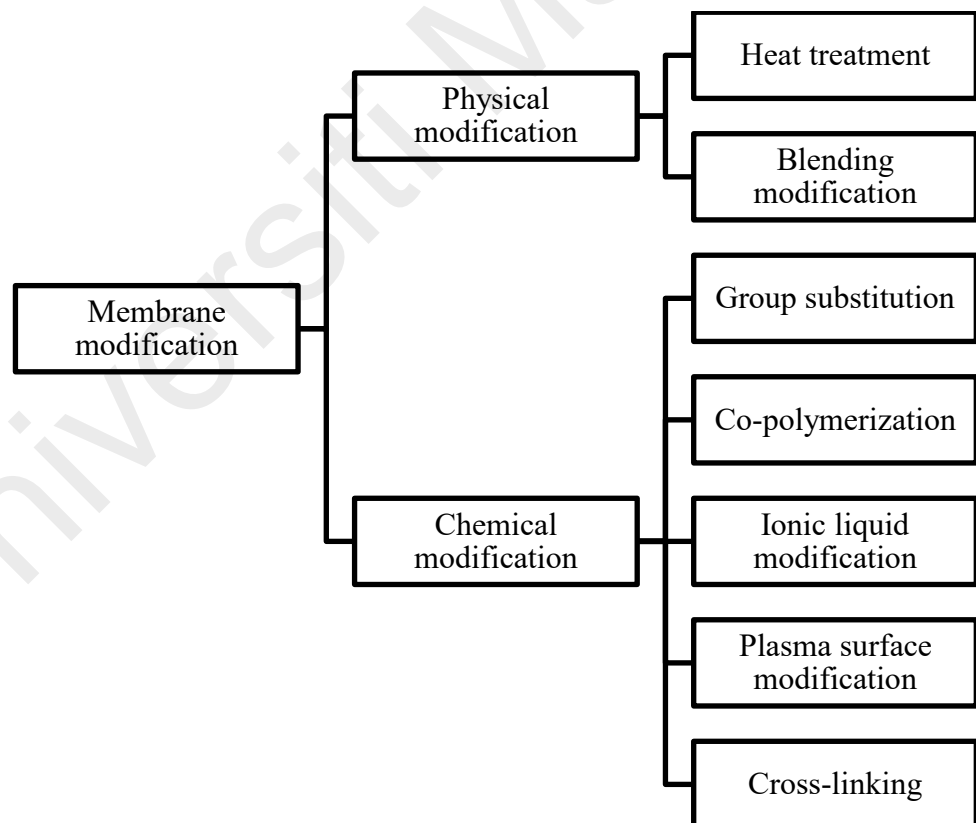 Heat treatment
Physical
modification
Blending
modification
Group substitution
Membrane
modification
Co-polymerization
Chemical
modification
Ionic liquid
modification
Plasma surface
modification
Cross-linking